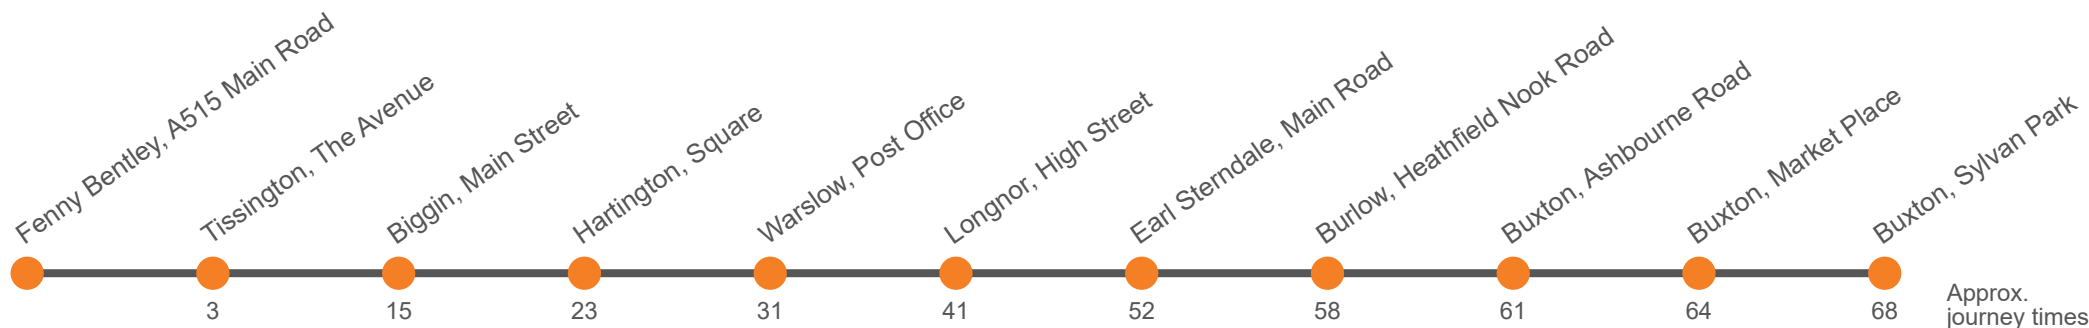 Fenny Bentley, A515 Main Road
Tissington, The Avenue
Biggin, Main Street
Hartington, Square
Warslow, Post Office
Longnor, High Street
Earl Sterndale, Main Road
Burlow, Heathfield Nook Road
Buxton, Ashbourne Road
Buxton, Market Place
Buxton, Sylvan Park
3 15 23 31 41 52 58 61 64 68
Approx.
journey times